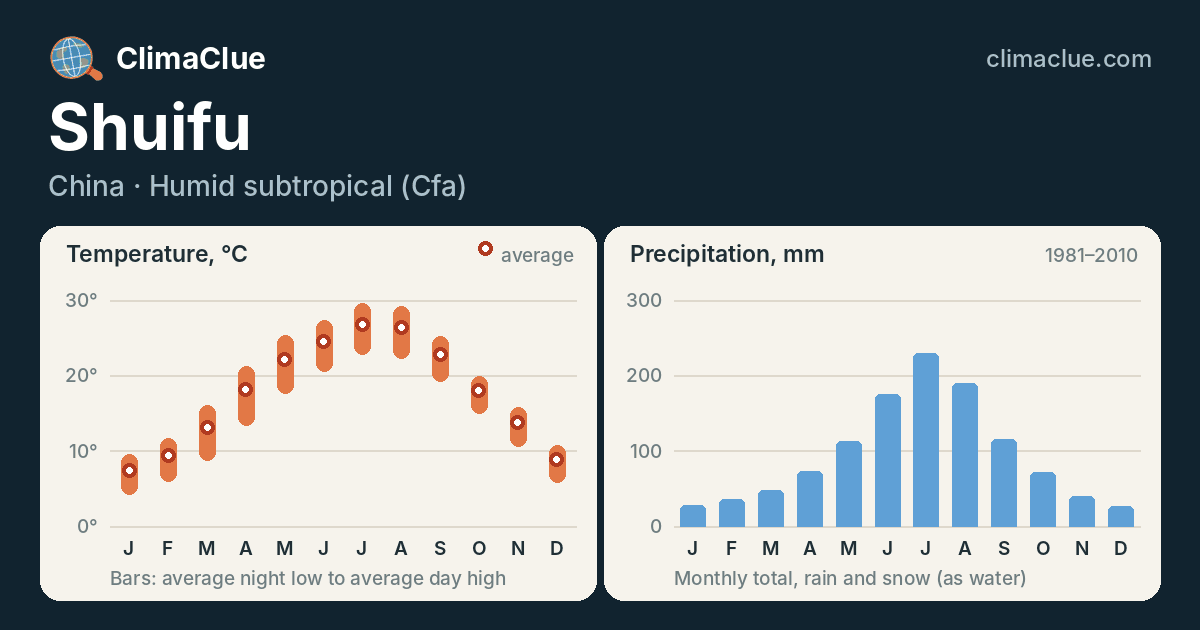 ClimaClue
climaclue.com
Shuifu
China · Humid subtropical (Cfa)
Temperature, °C
average
30°
20°
10°
0°
J F M A M J J A S O N D
Bars: average night low to average day high
Precipitation, mm
1981–2010
300
200
100
0
J F M A M J J A S O N D
Monthly total, rain and snow (as water)